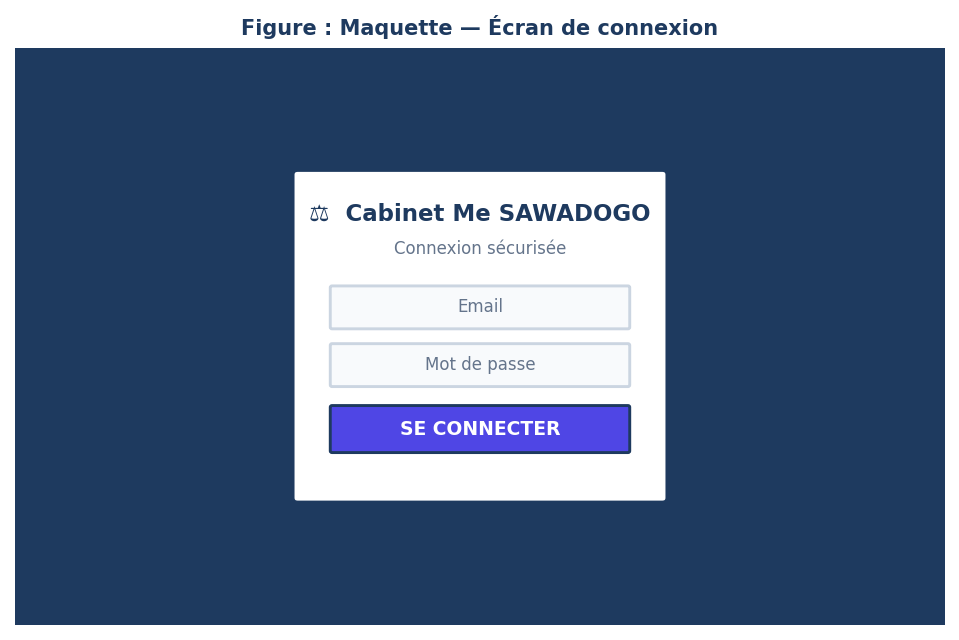 Figure : Maquette — Écran de connexion
⚖ Cabinet Me SAWADOGO
Connexion sécurisée
Email
Mot de passe
SE CONNECTER